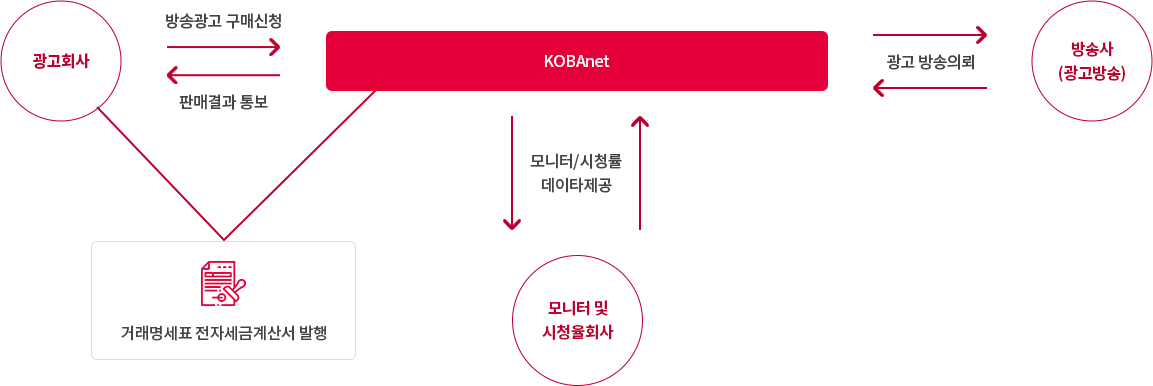 방송광고 구매신청
광고회사
판매결과 통보
KOBAnet
광고 방송의뢰
방송사
(광고방송)
모니터/시청률
데이타제공
모니터 및
시청율회사
거래명세표 전자세금계산서 발행